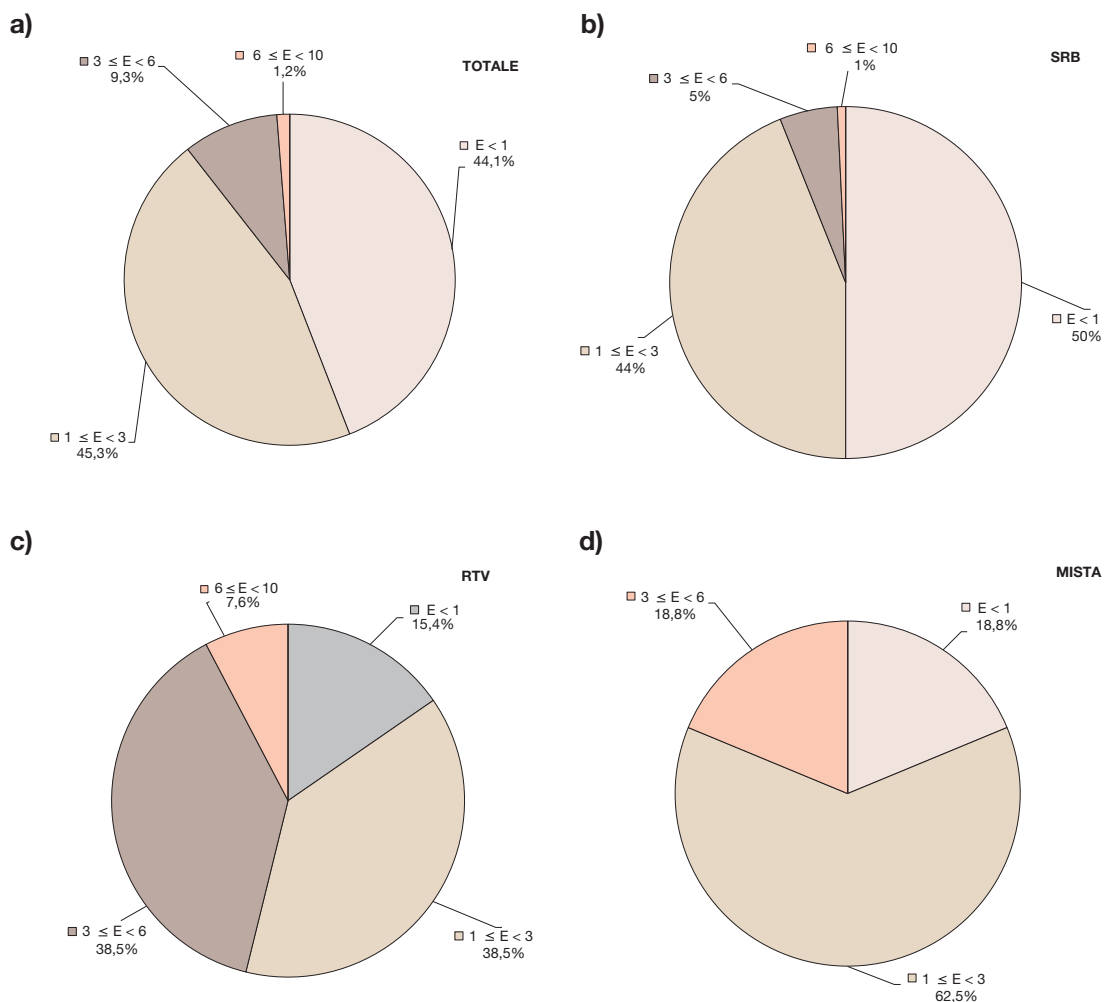 a)
TOTALE
6 ≤ E < 10
1,2%
3 ≤ E < 6
9,3%
E < 1
44,1%
1 ≤ E < 3
45,3%
b)
SRB
6 ≤ E < 10
1%
3 ≤ E < 6
5%
E < 1
50%
1 ≤ E < 3
44%
c)
RTV
6 ≤ E < 10
7,6%
E < 1
15,4%
3 ≤ E < 6
38,5%
1 ≤ E < 3
38,5%
d)
MISTA
3 ≤ E < 6
18,8%
E < 1
18,8%
1 ≤ E < 3
62,5%